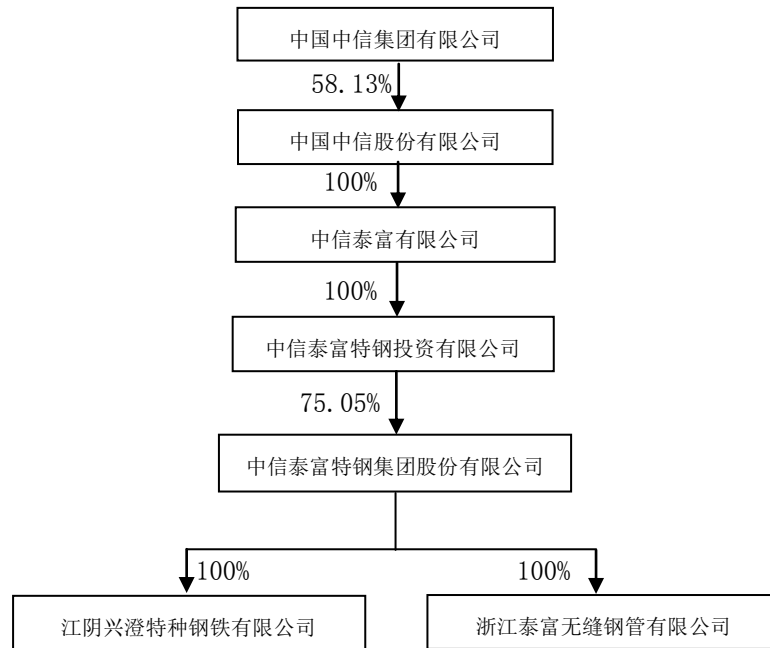 中国中信集团有限公司
58.13%
中国中信股份有限公司
100%
中信泰富有限公司
100%
中信泰富特钢投资有限公司
75.05%
中信泰富特钢集团股份有限公司
100%
100%
江阴兴澄特种钢铁有限公司
浙江泰富无缝钢管有限公司